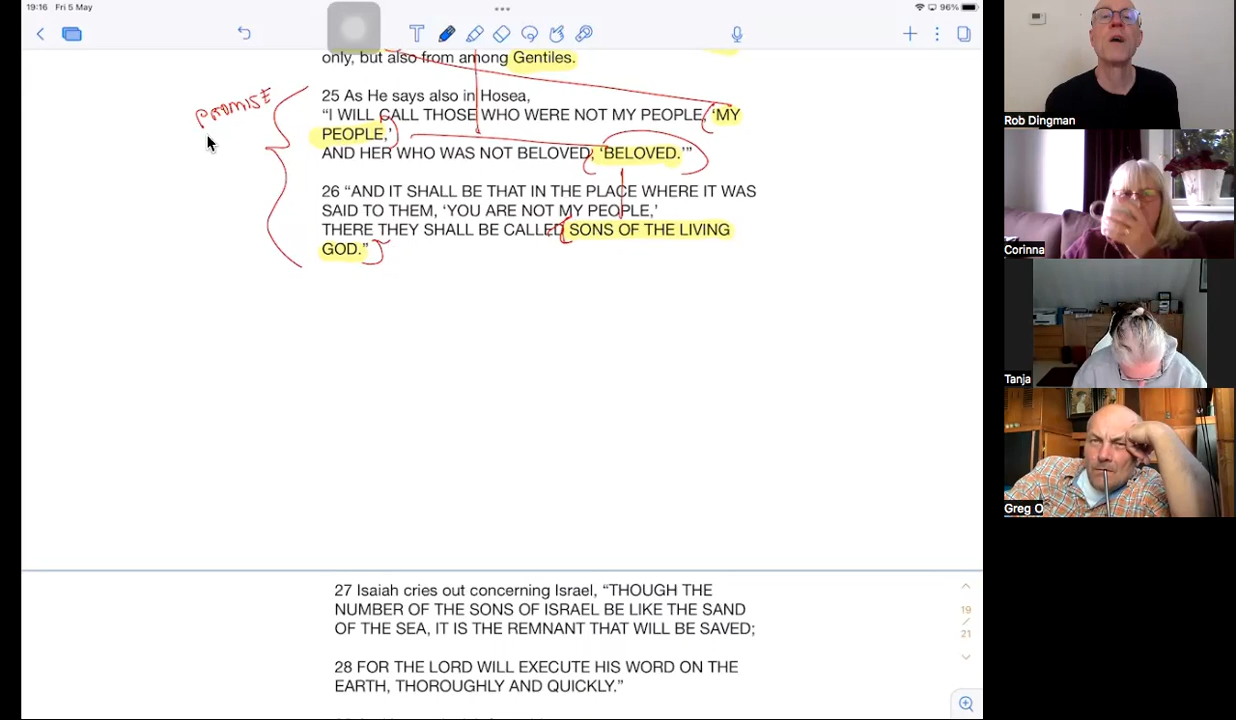 19:16 Fri 5 May
96%
only, but also from among Gentiles.
PROMISE
25 As He says also in Hosea,
“I WILL CALL THOSE WHO WERE NOT MY PEOPLE, ‘MY
PEOPLE,’
AND HER WHO WAS NOT BELOVED, ‘BELOVED.’”
26 “AND IT SHALL BE THAT IN THE PLACE WHERE IT WAS
SAID TO THEM, ‘YOU ARE NOT MY PEOPLE,’
THERE THEY SHALL BE CALLED SONS OF THE LIVING
GOD.”
27 Isaiah cries out concerning Israel, “THOUGH THE
NUMBER OF THE SONS OF ISRAEL BE LIKE THE SAND
OF THE SEA, IT IS THE REMNANT THAT WILL BE SAVED;
28 FOR THE LORD WILL EXECUTE HIS WORD ON THE
EARTH, THOROUGHLY AND QUICKLY.”
19
/
21
Rob Dingman
Corinna
Tanja
Greg O